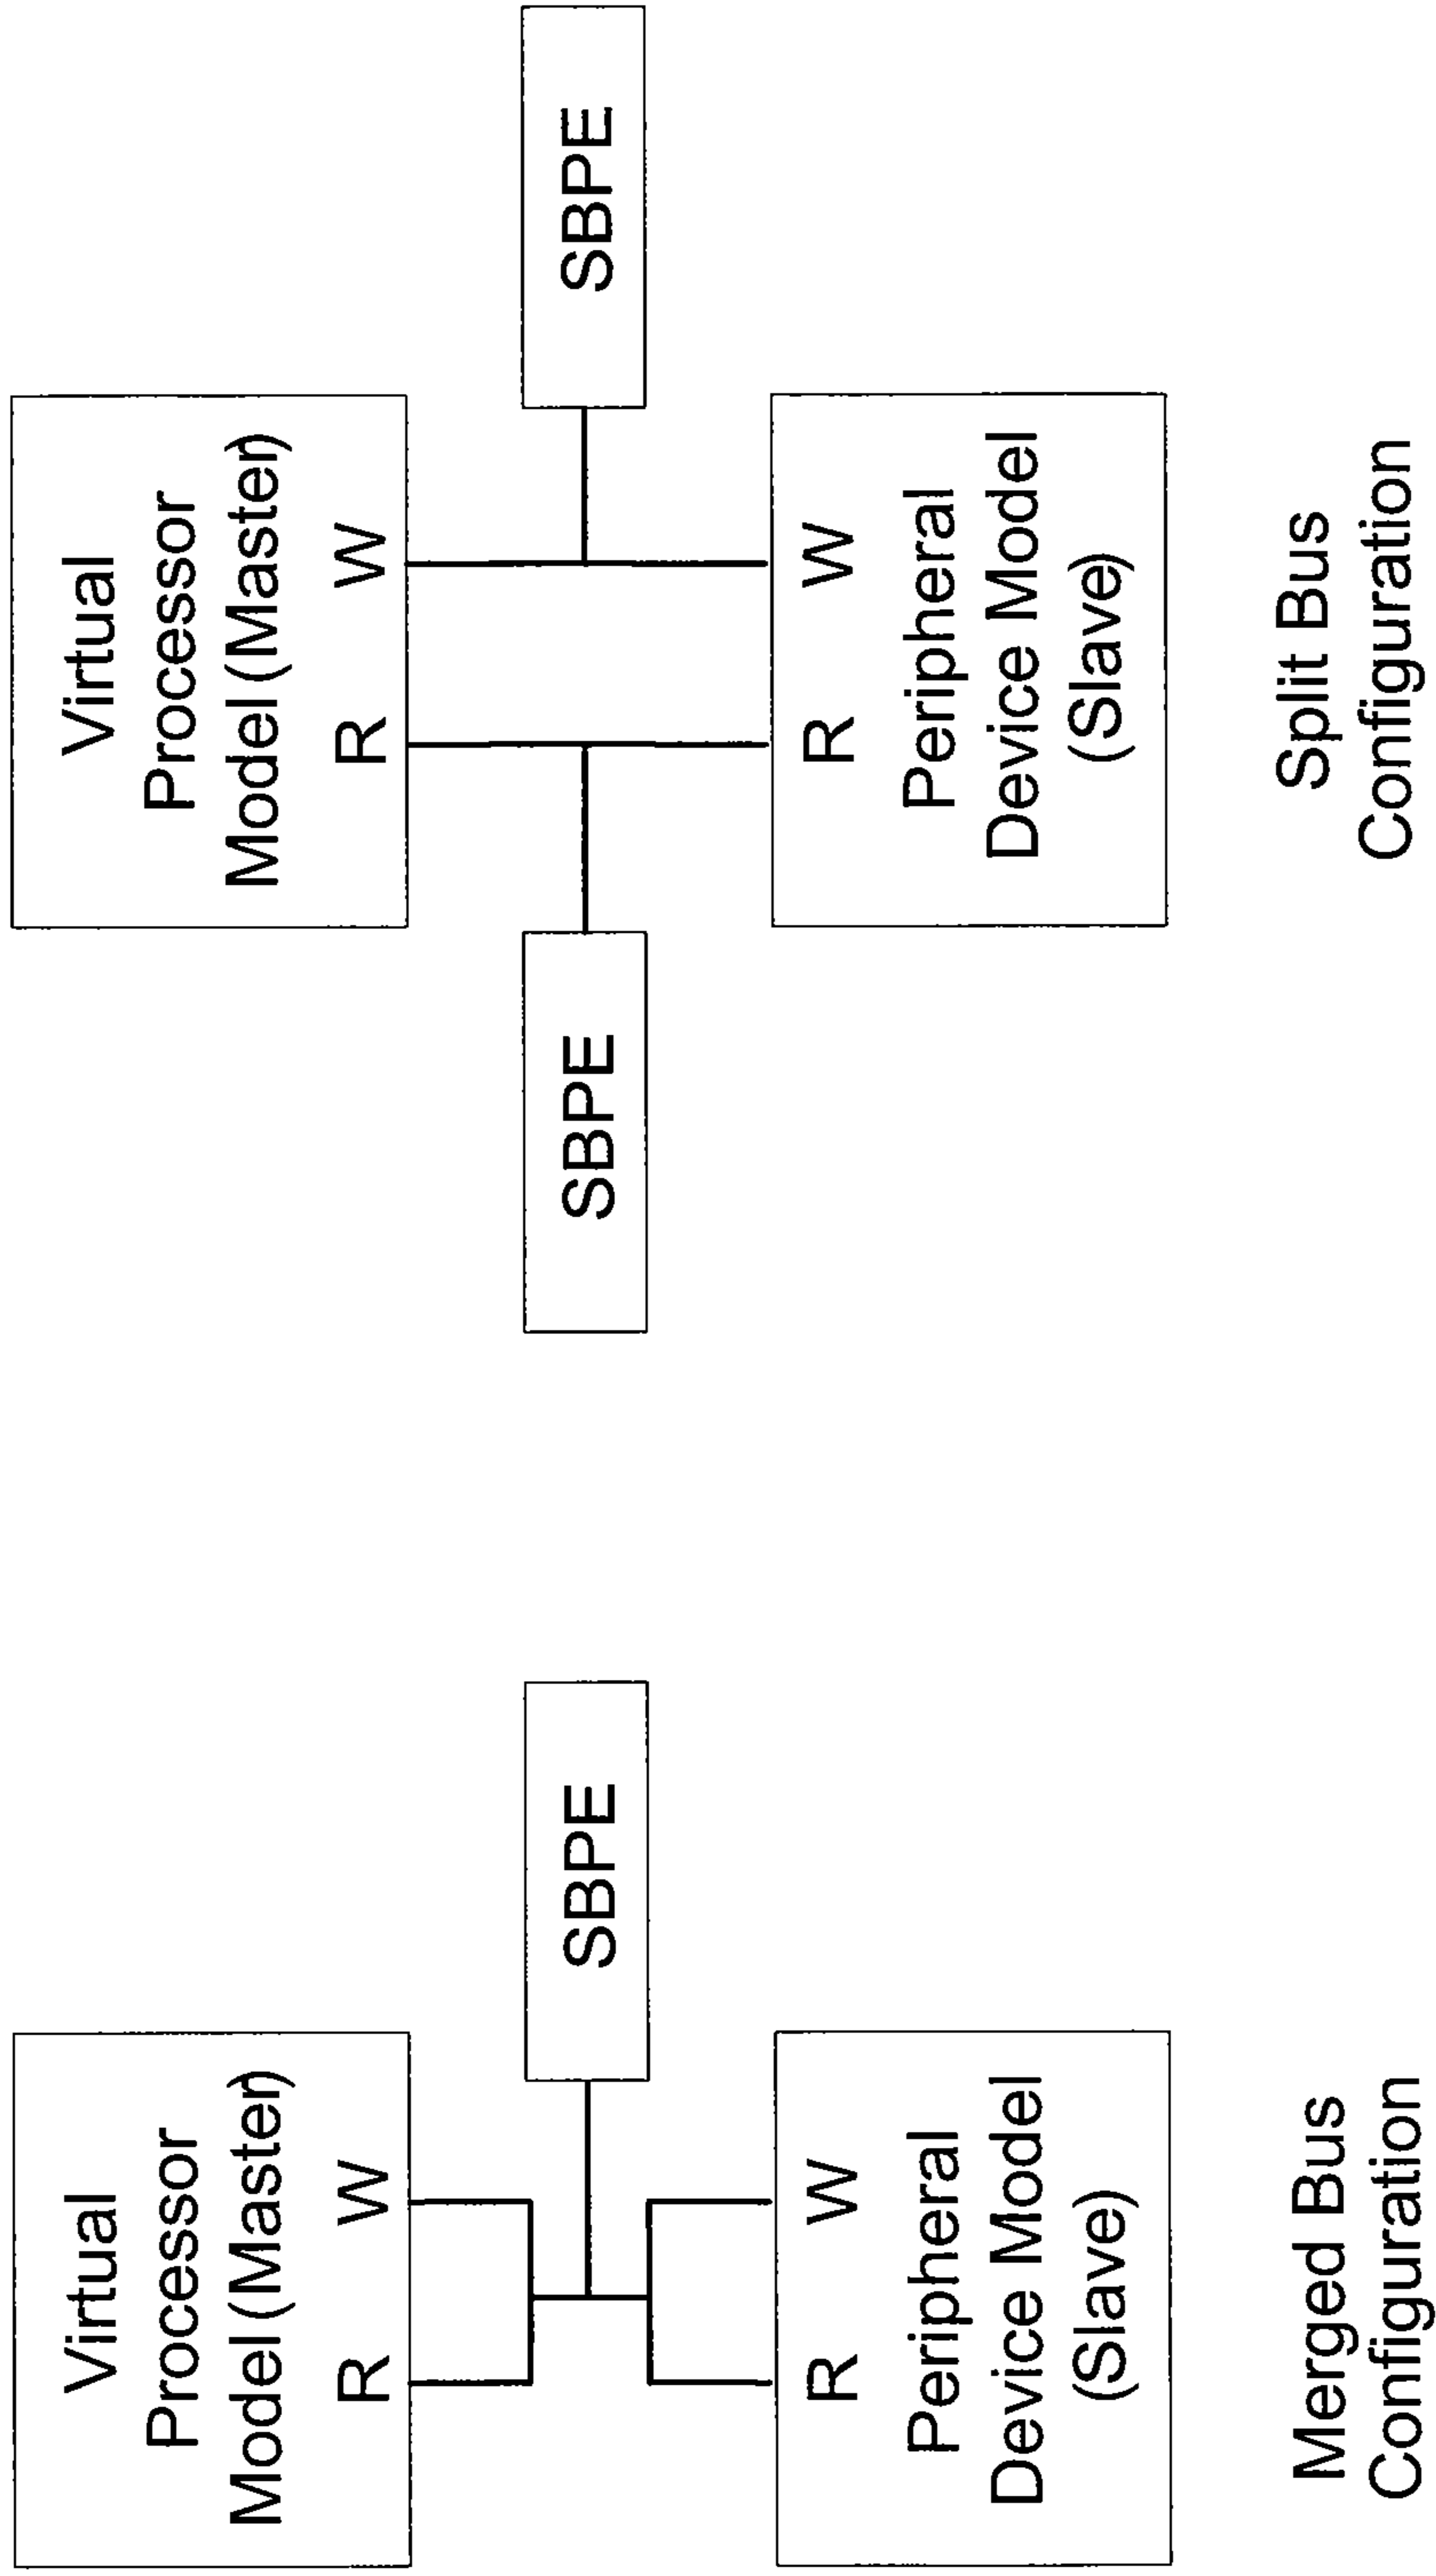 Virtual
Processor
Model (Master)
R W
SBPE
R W
Peripheral
Device Model
(Slave)
Merged Bus
Configuration
Virtual
Processor
Model (Master)
R W
SBPE
SBPE
R W
Peripheral
Device Model
(Slave)
Split Bus
Configuration